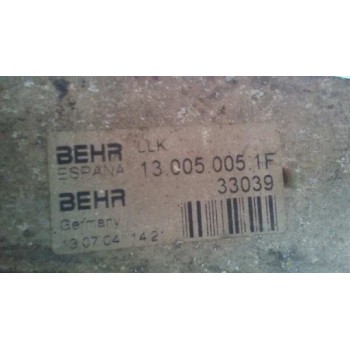 BEHR LLK
ESPAÑA 13.005.005.1F
33039
BEHR
Germany
13.07.04 14:2